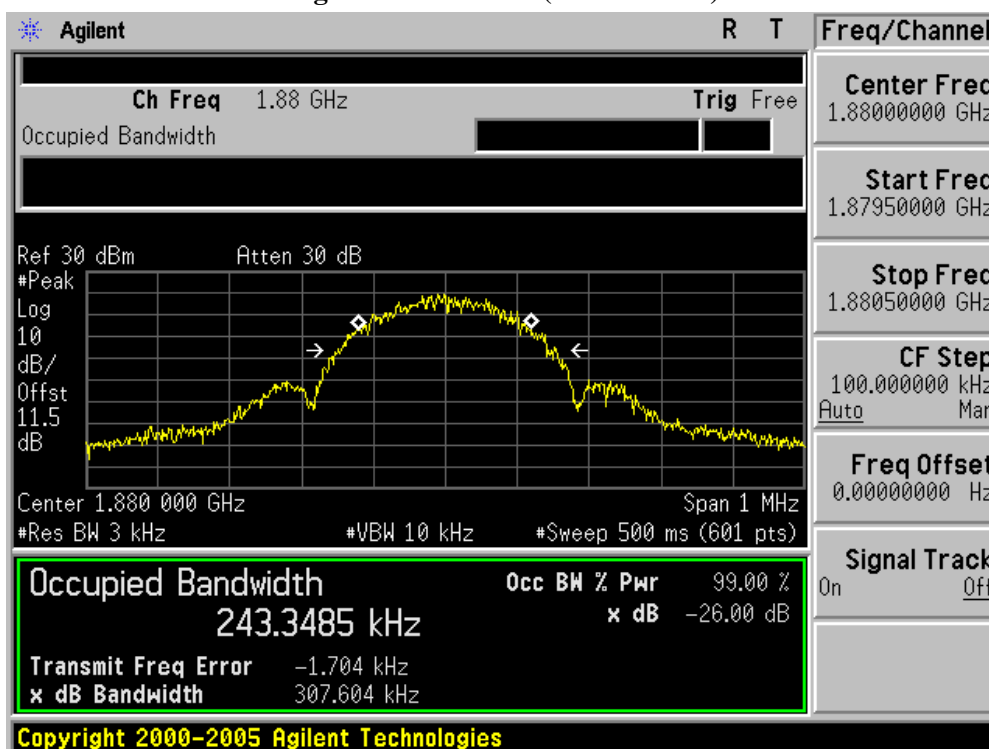 Agilent R T Freq/Channel
Ch Freq 1.88 GHz Trig Free
Occupied Bandwidth
Center Freq
1.88000000 GHz
Start Freq
1.87950000 GHz
Stop Freq
1.88050000 GHz
CF Step
100.000000 kHz
Auto Man
Freq Offset
0.00000000 Hz
Signal Track
On Off
Ref 30 dBm Atten 30 dB
#Peak
Log
10
dB/
Offst
11.5
dB
Center 1.880 000 GHz Span 1 MHz
#Res BW 3 kHz #VBW 10 kHz #Sweep 500 ms (601 pts)
Occupied Bandwidth Occ BW % Pwr 99.00 %
243.3485 kHz x dB -26.00 dB
Transmit Freq Error -1.704 kHz
x dB Bandwidth 307.604 kHz
Copyright 2000-2005 Agilent Technologies